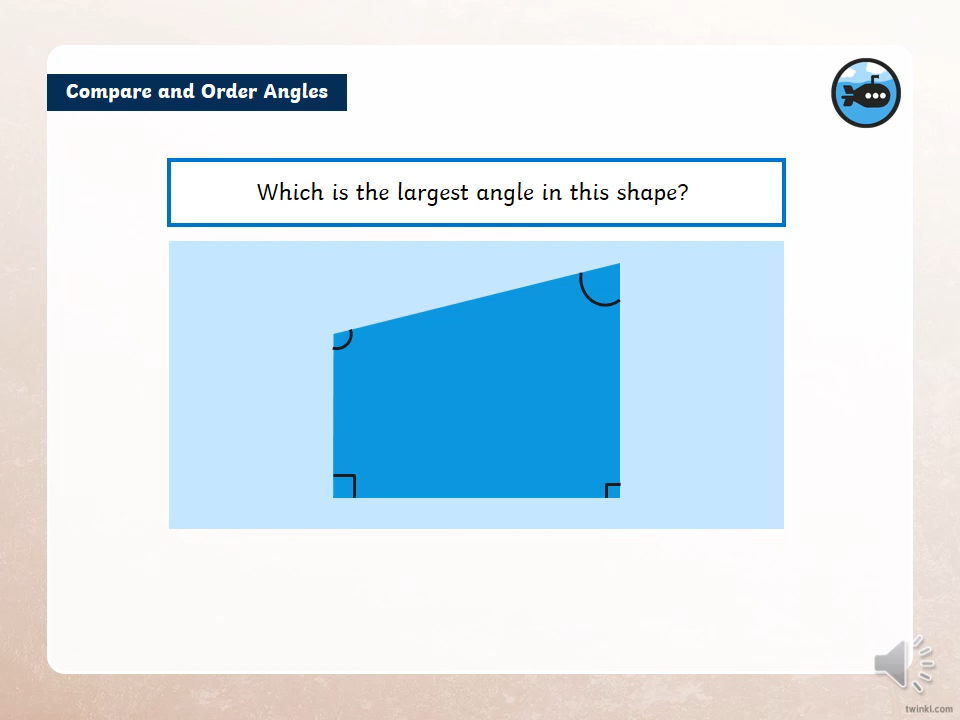 Compare and Order Angles
Which is the largest angle in this shape?
twinkl.com